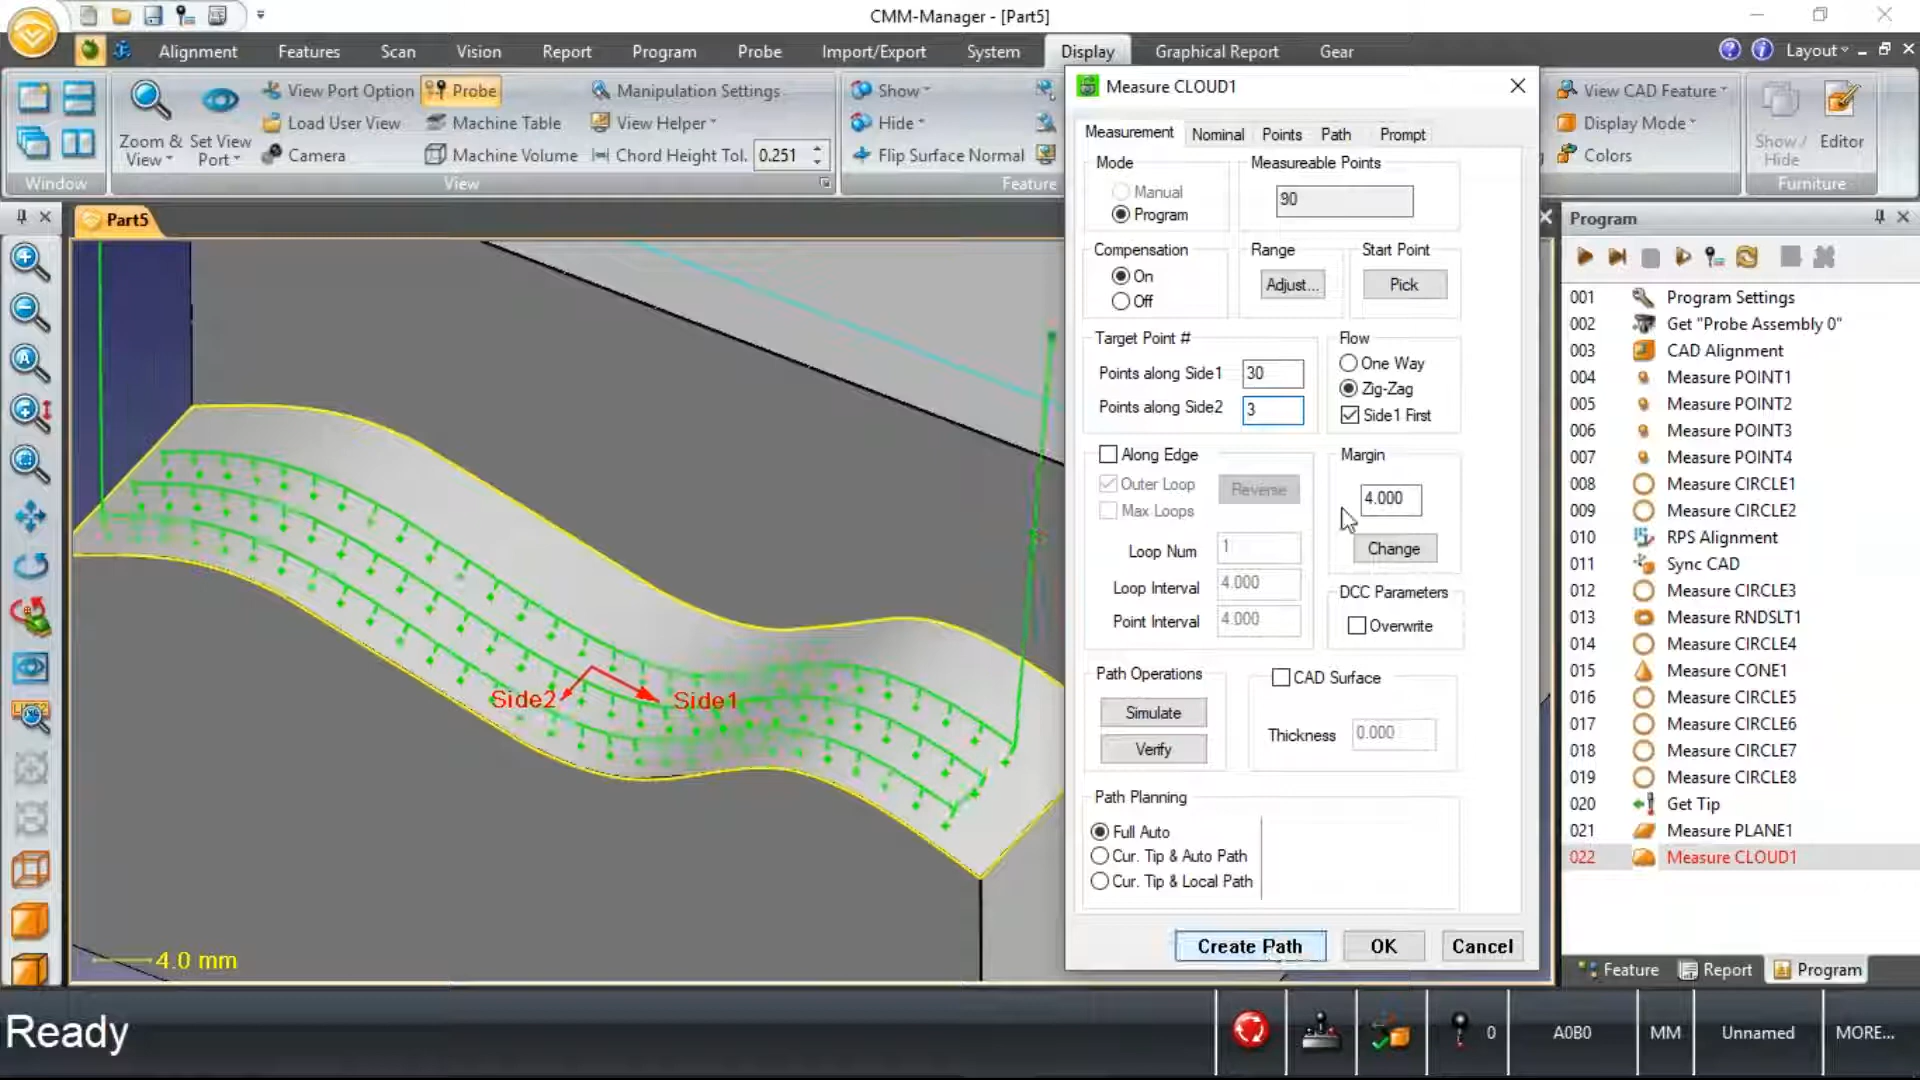 CMM-Manager - [Part5]
Alignment Features Scan Vision Report Program Probe Import/Export System Display Graphical Report Gear
Layout
View Port Option Probe Manipulation Settings Show
Load User View Machine Table View Helper Hide
Camera Machine Volume Chord Height Tol. 0.251 Flip Surface Normal
Zoom & View Set View Port
Window View Feature
View CAD Feature
Display Mode
Colors
Show / Hide Editor
Furniture
Part5
Side2 Side1
4.0 mm
Measure CLOUD1
Measurement Nominal Points Path Prompt
Mode Measureable Points
Manual 90
Program
Compensation Range Start Point
On Adjust... Pick
Off
Target Point # Flow
Points along Side1 30 One Way
Points along Side2 3 Zig-Zag
Side1 First
Along Edge Margin
Outer Loop Reverse 4.000
Max Loops
Loop Num 1 Change
Loop Interval 4.000 DCC Parameters
Point Interval 4.000 Overwrite
Path Operations CAD Surface
Simulate
Verify Thickness 0.000
Path Planning
Full Auto
Cur. Tip & Auto Path
Cur. Tip & Local Path
Create Path OK Cancel
Program
001 Program Settings
002 Get "Probe Assembly 0"
003 CAD Alignment
004 Measure POINT1
005 Measure POINT2
006 Measure POINT3
007 Measure POINT4
008 Measure CIRCLE1
009 Measure CIRCLE2
010 RPS Alignment
011 Sync CAD
012 Measure CIRCLE3
013 Measure RNDSLT1
014 Measure CIRCLE4
015 Measure CONE1
016 Measure CIRCLE5
017 Measure CIRCLE6
018 Measure CIRCLE7
019 Measure CIRCLE8
020 Get Tip
021 Measure PLANE1
022 Measure CLOUD1
Feature Report Program
Ready
0 A0B0 MM Unnamed MORE...